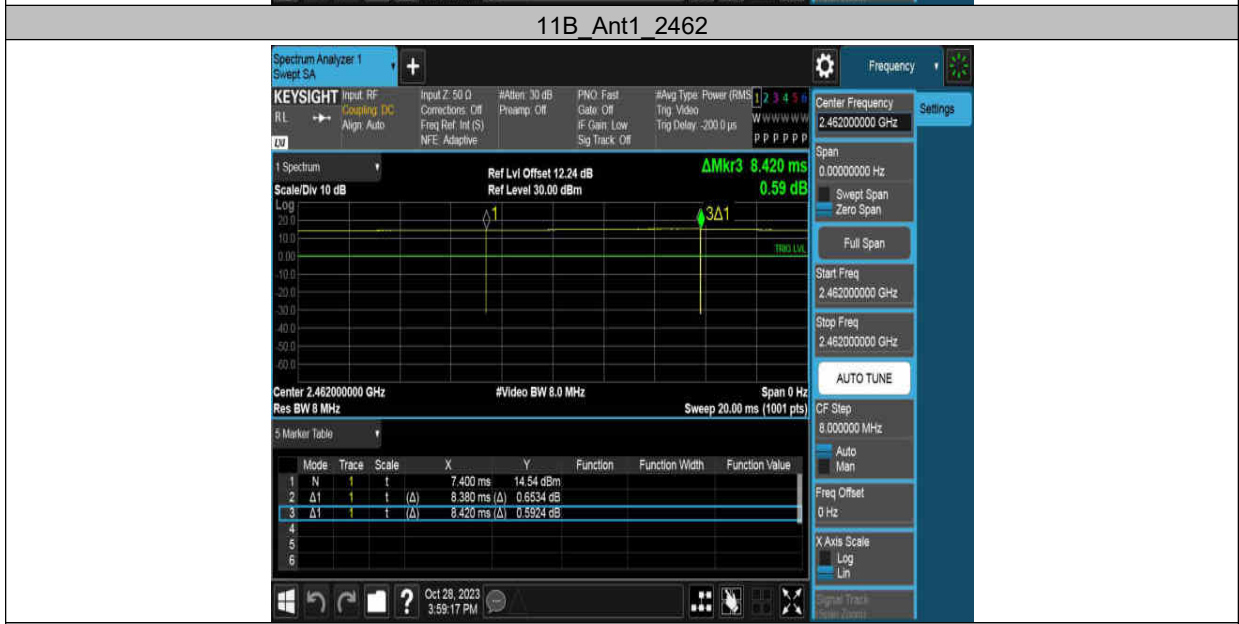 11B_Ant1_2462
Spectrum Analyzer 1
Swept SA
+
Frequency
KEYSIGHT
RL
LXI
Input: RF
Coupling: DC
Align: Auto
Input Z: 50 Ω
Corrections: Off
Freq Ref: Int (S)
NFE: Adaptive
#Atten: 30 dB
Preamp: Off
PNO: Fast
Gate: Off
IF Gain: Low
Sig Track: Off
#Avg Type: Power (RMS
Trig: Video
Trig Delay: -200.0 µs
1 2 3 4 5 6
W W W W W W
P P P P P P
Center Frequency
2.462000000 GHz
Settings
1 Spectrum
Scale/Div 10 dB
Ref Lvl Offset 12.24 dB
Ref Level 30.00 dBm
ΔMkr3 8.420 ms
0.59 dB
Span
0.00000000 Hz
Swept Span
Zero Span
Log
20.0
10.0
0.00
-10.0
-20.0
-30.0
-40.0
-50.0
-60.0
1
3Δ1
TRIG LVL
Full Span
Start Freq
2.462000000 GHz
Stop Freq
2.462000000 GHz
AUTO TUNE
Center 2.462000000 GHz
Res BW 8 MHz
#Video BW 8.0 MHz
Span 0 Hz
Sweep 20.00 ms (1001 pts)
CF Step
8.000000 MHz
Auto
Man
5 Marker Table
Mode Trace Scale X Y Function Function Width Function Value
1 N 1 t 7.400 ms 14.54 dBm
2 Δ1 1 t (Δ) 8.380 ms (Δ) 0.6534 dB
3 Δ1 1 t (Δ) 8.420 ms (Δ) 0.5924 dB
4
5
6
Freq Offset
0 Hz
X Axis Scale
Log
Lin
Signal Track
(Span Zoom)
?
Oct 28, 2023
3:59:17 PM